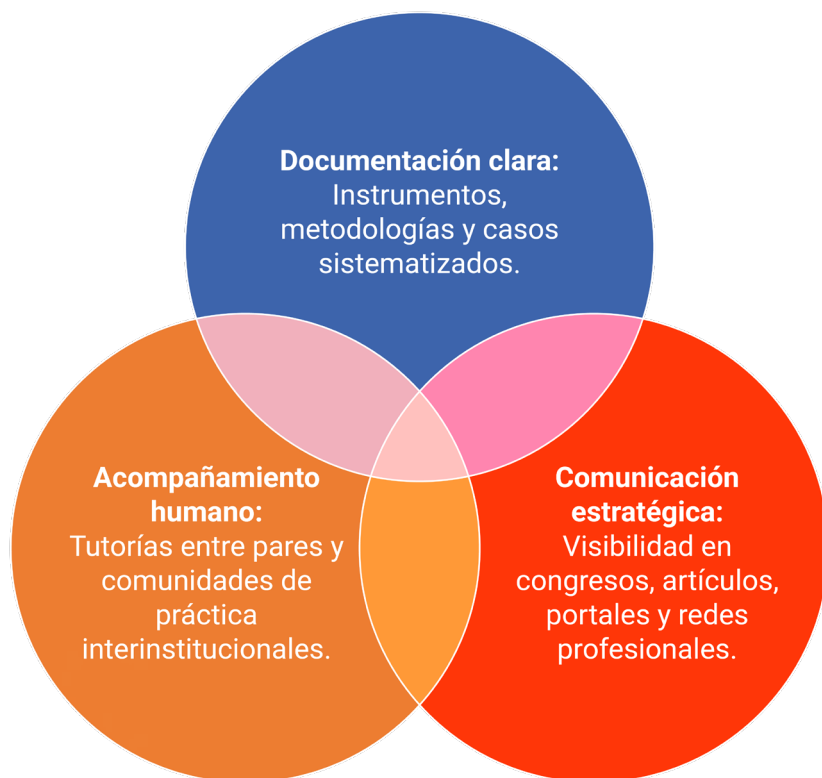 Documentación clara:
Instrumentos,
metodologías y casos
sistematizados.
Acompañamiento
humano:
Tutorías entre pares y
comunidades de
práctica
interinstitucionales.
Comunicación
estratégica:
Visibilidad en
congresos, artículos,
portales y redes
profesionales.